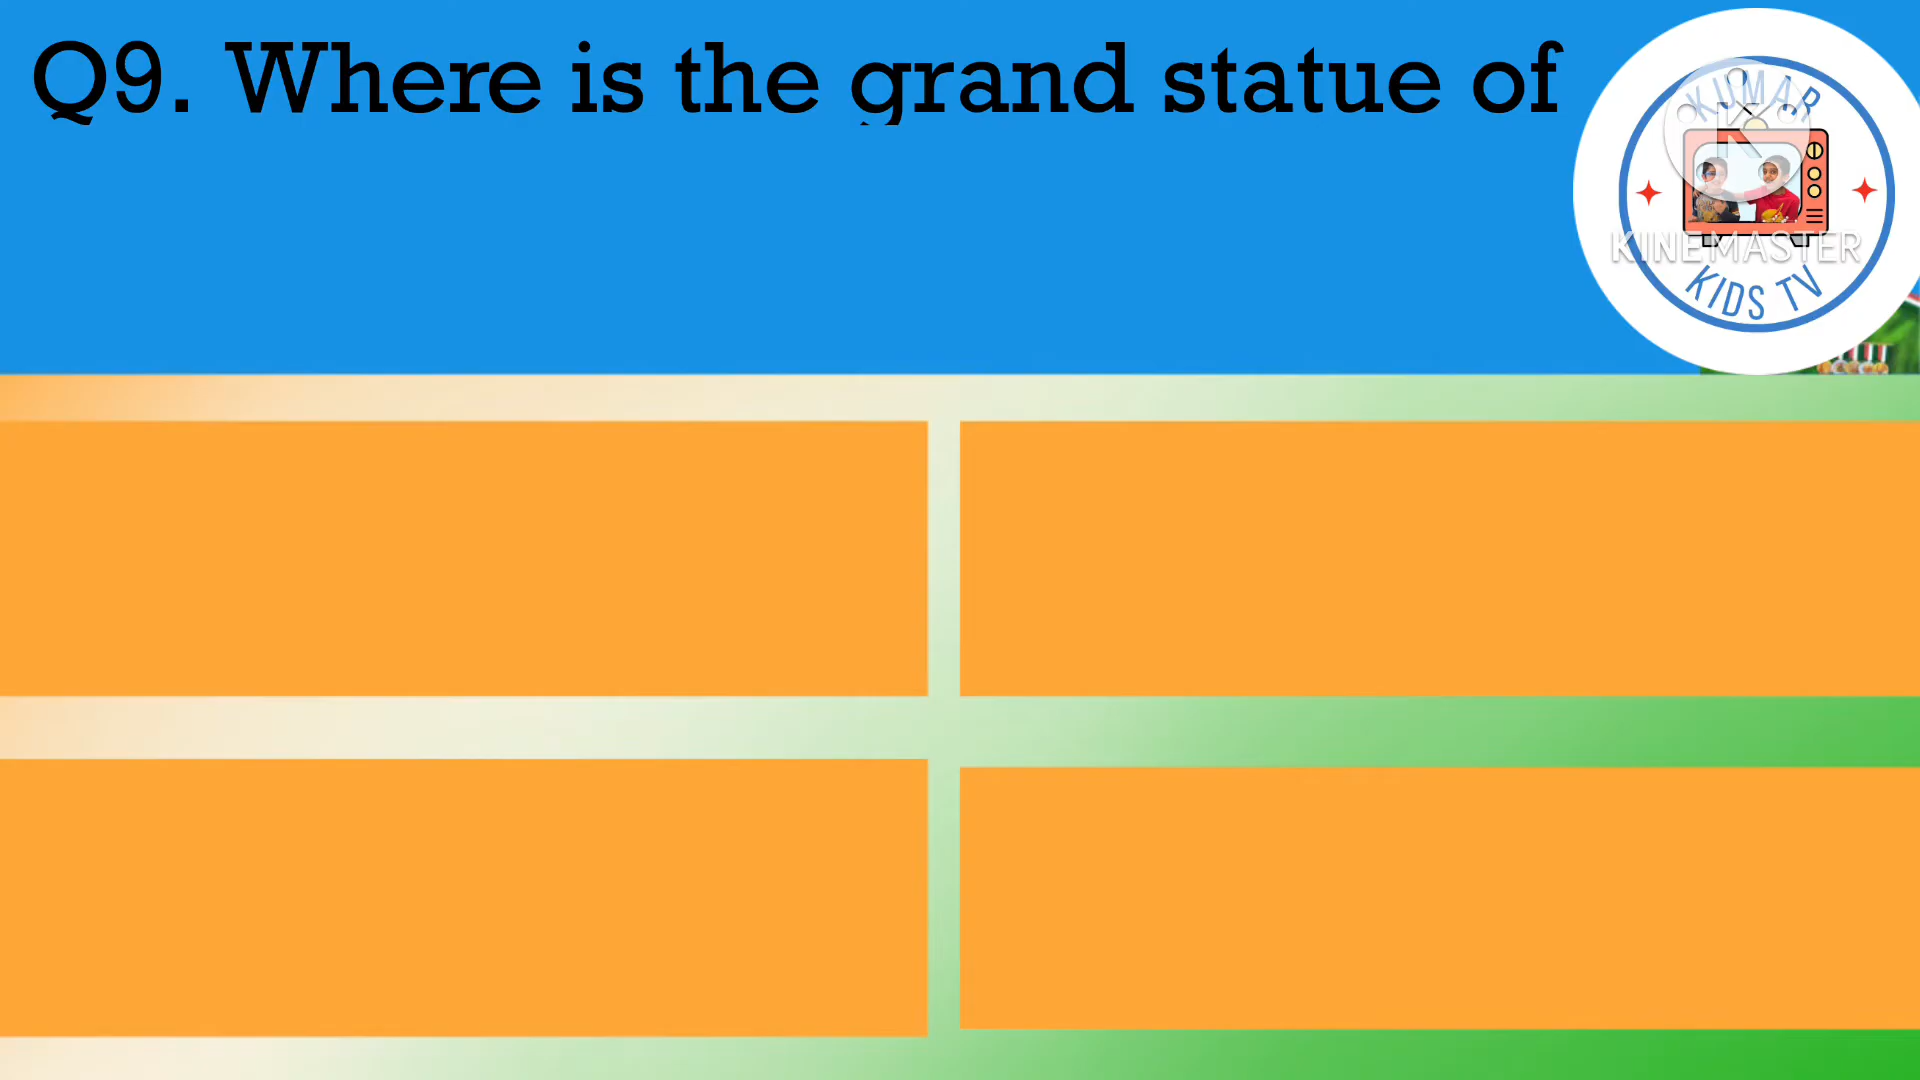 Q9. Where is the grand statue of
KUMAR
K
KINEMASTER
KIDS TV